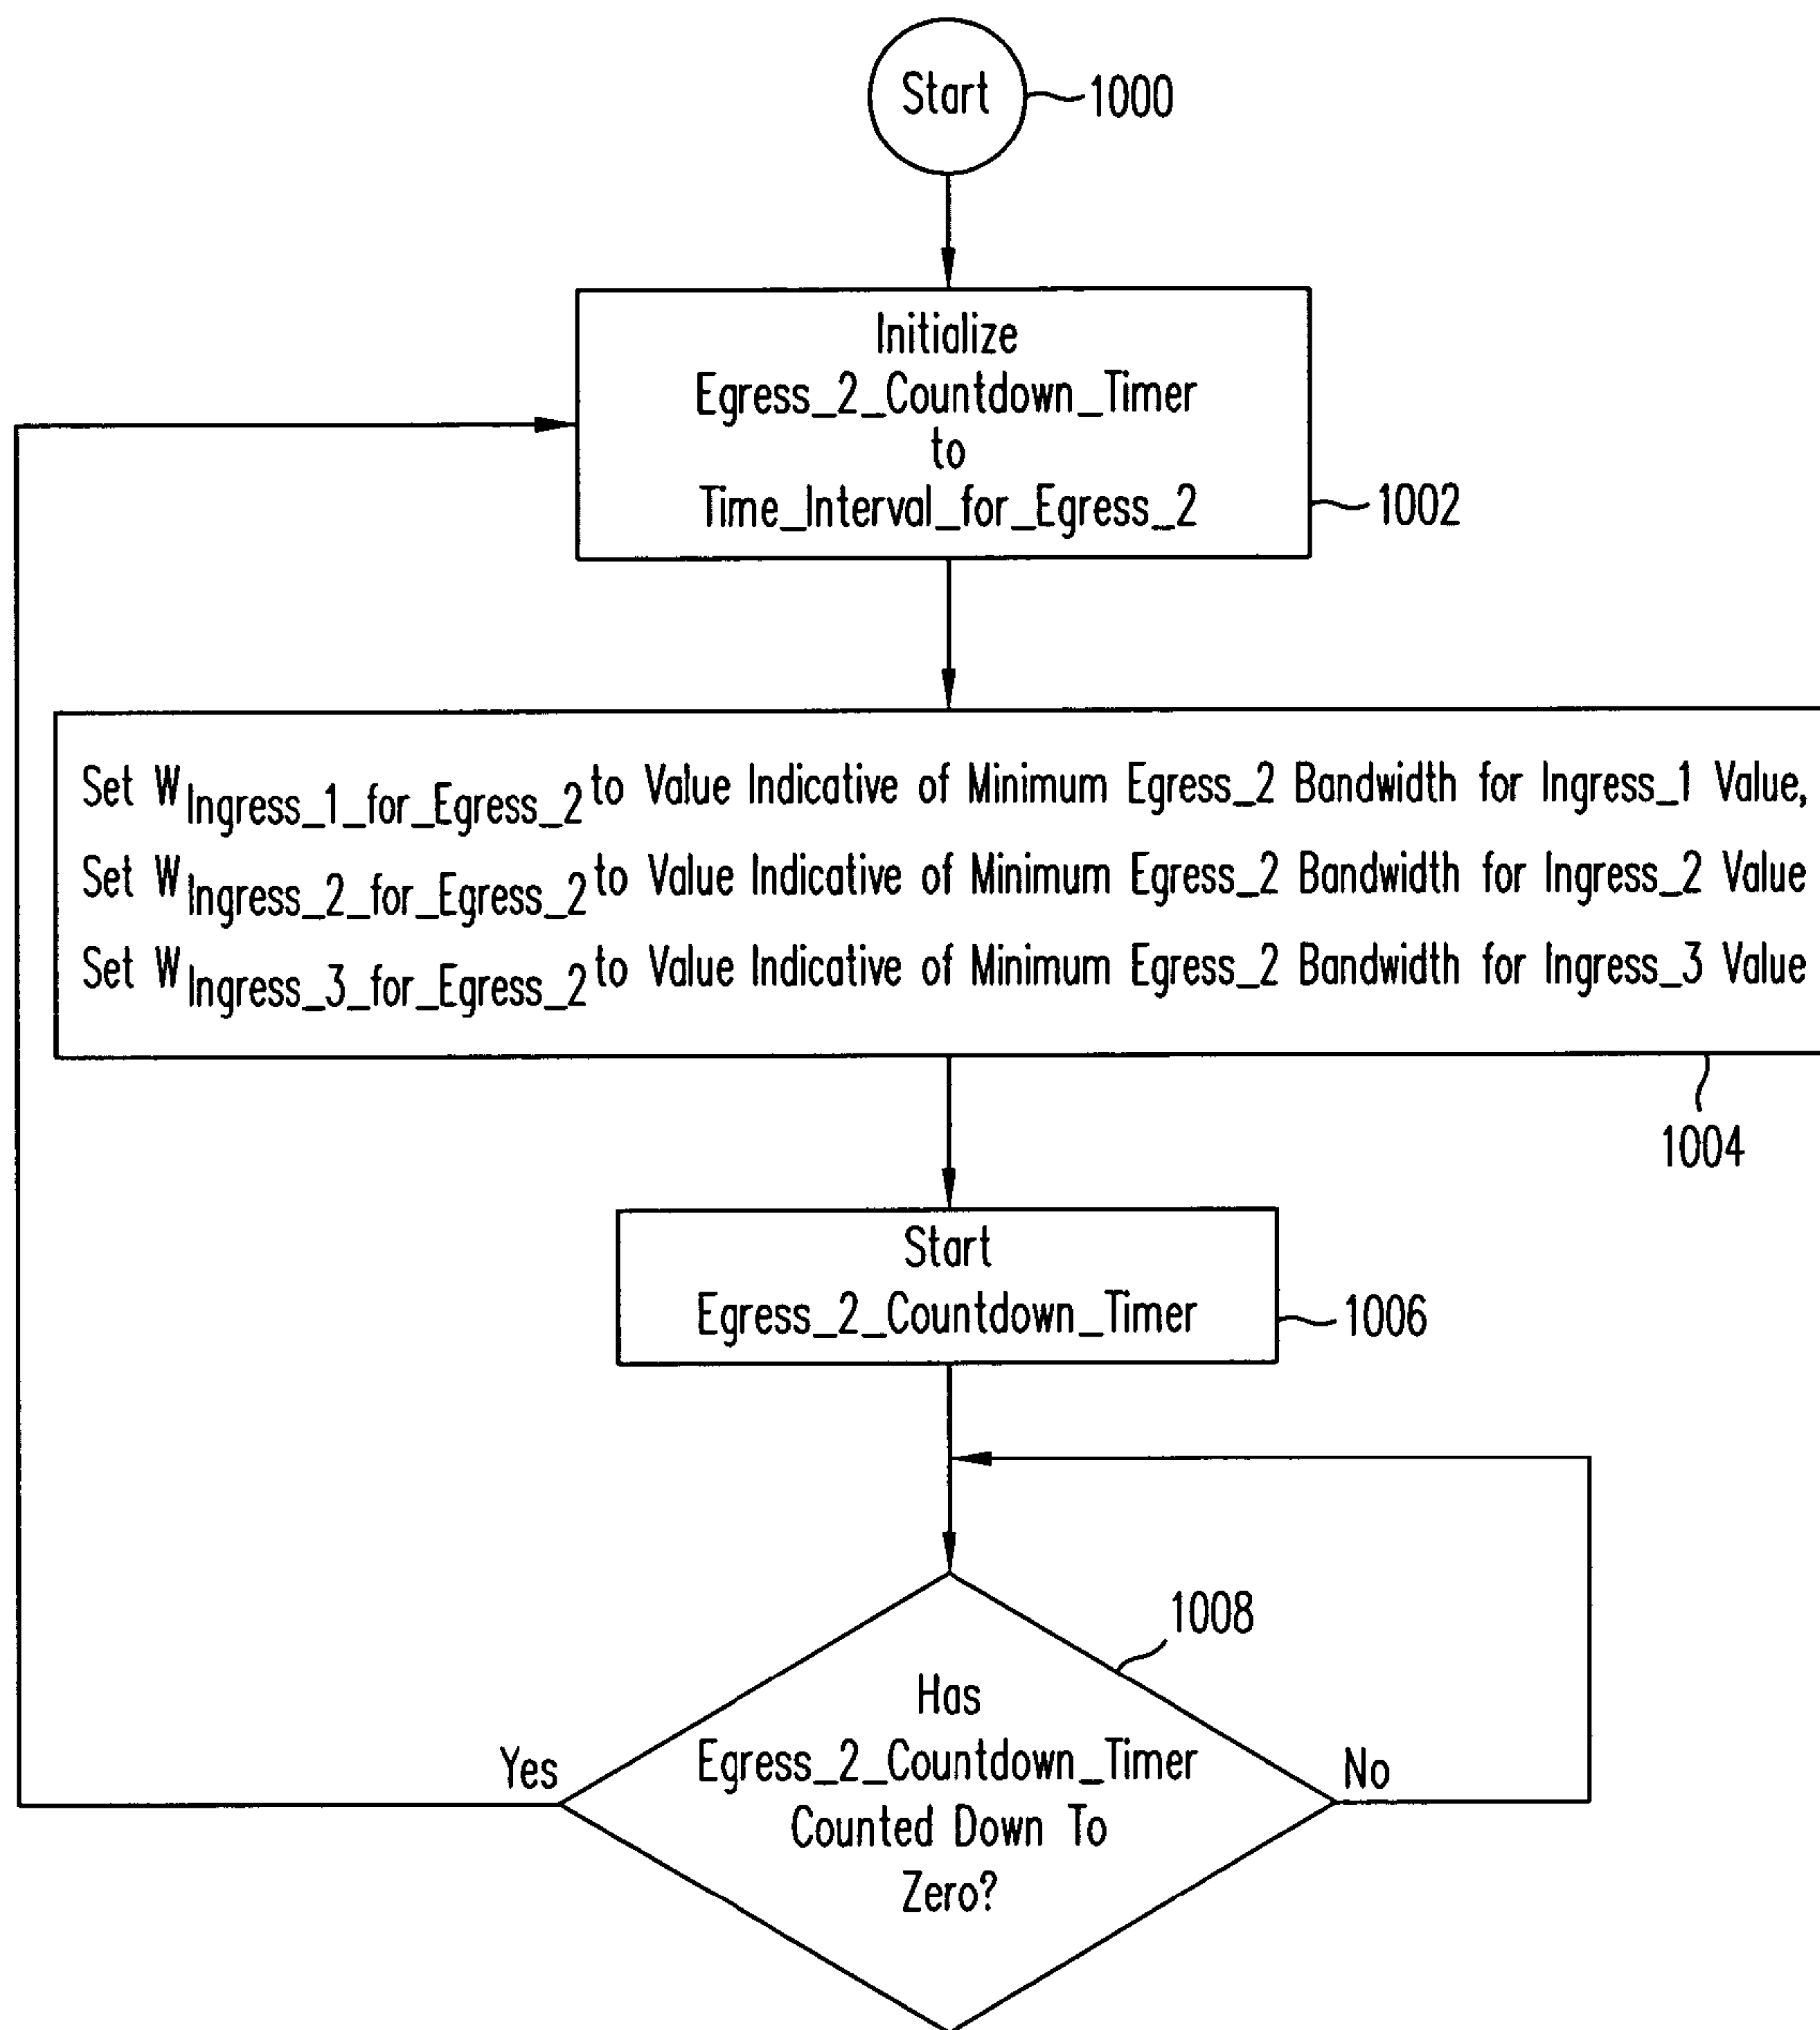 Start
1000
Initialize
Egress_2_Countdown_Timer
to
Time_Interval_for_Egress_2
1002
Set WIngress_1_for_Egress_2 to Value Indicative of Minimum Egress_2 Bandwidth for Ingress_1 Value,
Set WIngress_2_for_Egress_2 to Value Indicative of Minimum Egress_2 Bandwidth for Ingress_2 Value
Set WIngress_3_for_Egress_2 to Value Indicative of Minimum Egress_2 Bandwidth for Ingress_3 Value
1004
Start
Egress_2_Countdown_Timer
1006
1008
Has
Egress_2_Countdown_Timer
Counted Down To
Zero?
Yes
No